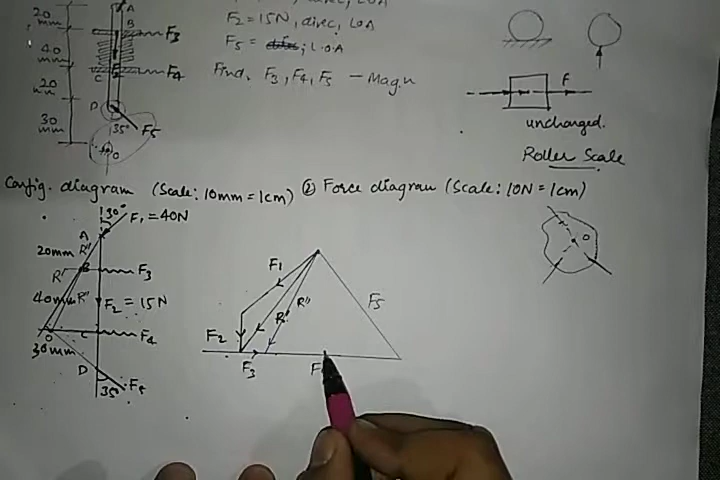 A
B
20
mm
F3
40
mm
C
F4
20
mm
D
35°
F5
30
mm
O
F2 = 15N, direc, LOA
F5 = L.O.A
Find, F3, F4, F5 - Magn
F
unchanged.
Roller Scale
Config. diagram (Scale: 10mm = 1cm)
② Force diagram (Scale: 10N = 1cm)
30°
F1 = 40N
A
20mm
R"
R'
B
F3
40mm
R"
F2 = 15N
O
C
F4
30mm
D
35°
F5
F1
R'
R"
F5
F2
F3
F
O